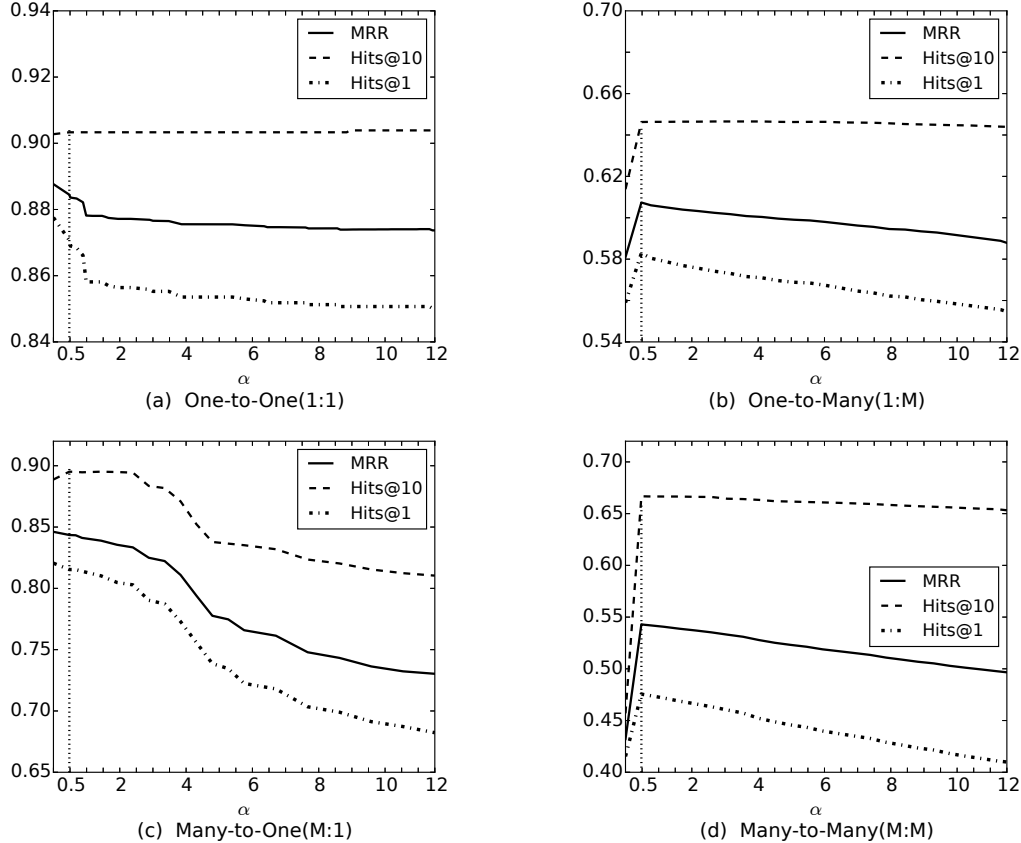 0.94
0.92
0.90
0.88
0.86
0.84
0.5 2 4 6 8 10 12
α
MRR
Hits@10
Hits@1
(a) One-to-One(1:1)
0.70
0.66
0.62
0.58
0.54
0.5 2 4 6 8 10 12
α
MRR
Hits@10
Hits@1
(b) One-to-Many(1:M)
0.90
0.85
0.80
0.75
0.70
0.65
0.5 2 4 6 8 10 12
α
MRR
Hits@10
Hits@1
(c) Many-to-One(M:1)
0.70
0.65
0.60
0.55
0.50
0.45
0.40
0.5 2 4 6 8 10 12
α
MRR
Hits@10
Hits@1
(d) Many-to-Many(M:M)